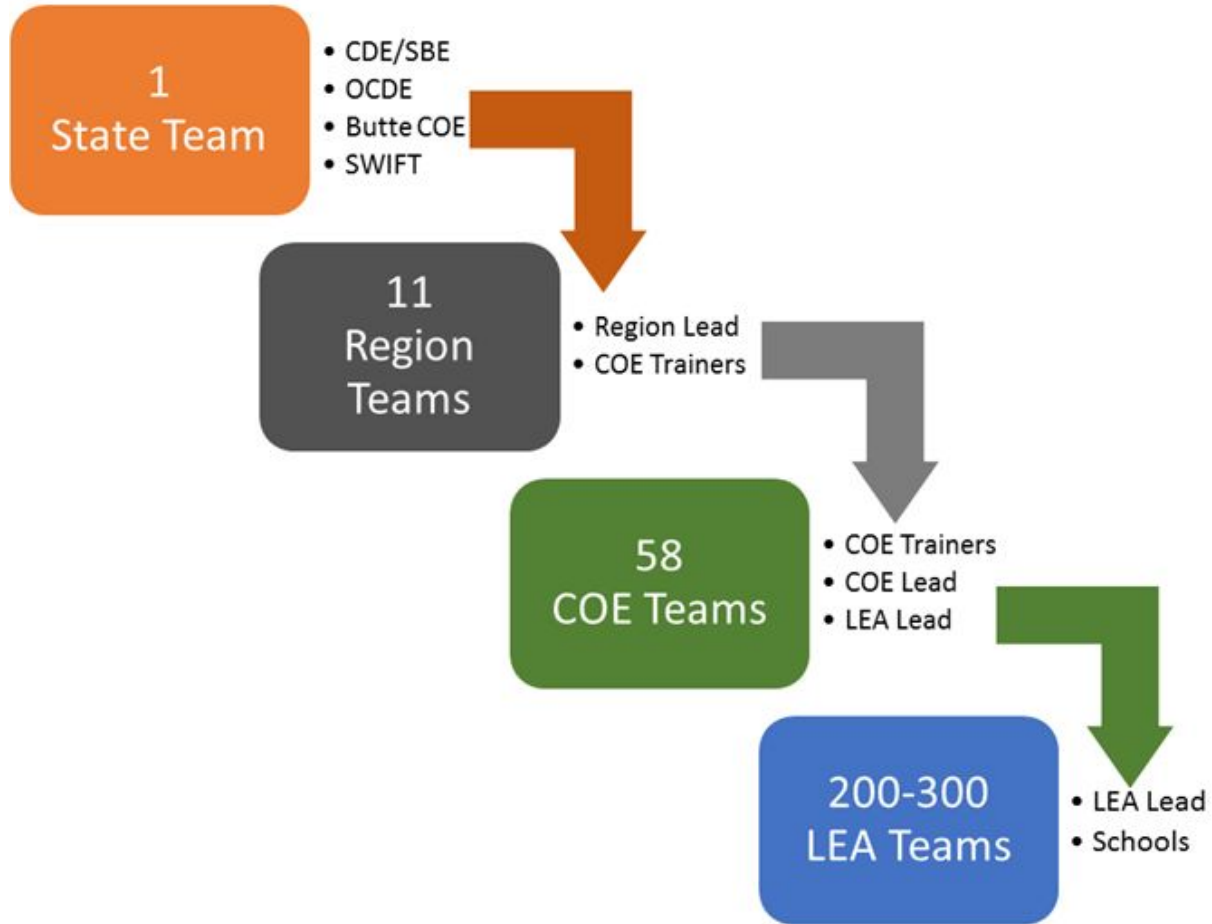 1
State Team
• CDE/SBE
• OCDE
• Butte COE
• SWIFT
11
Region
Teams
• Region Lead
• COE Trainers
58
COE Teams
• COE Trainers
• COE Lead
• LEA Lead
200-300
LEA Teams
• LEA Lead
• Schools